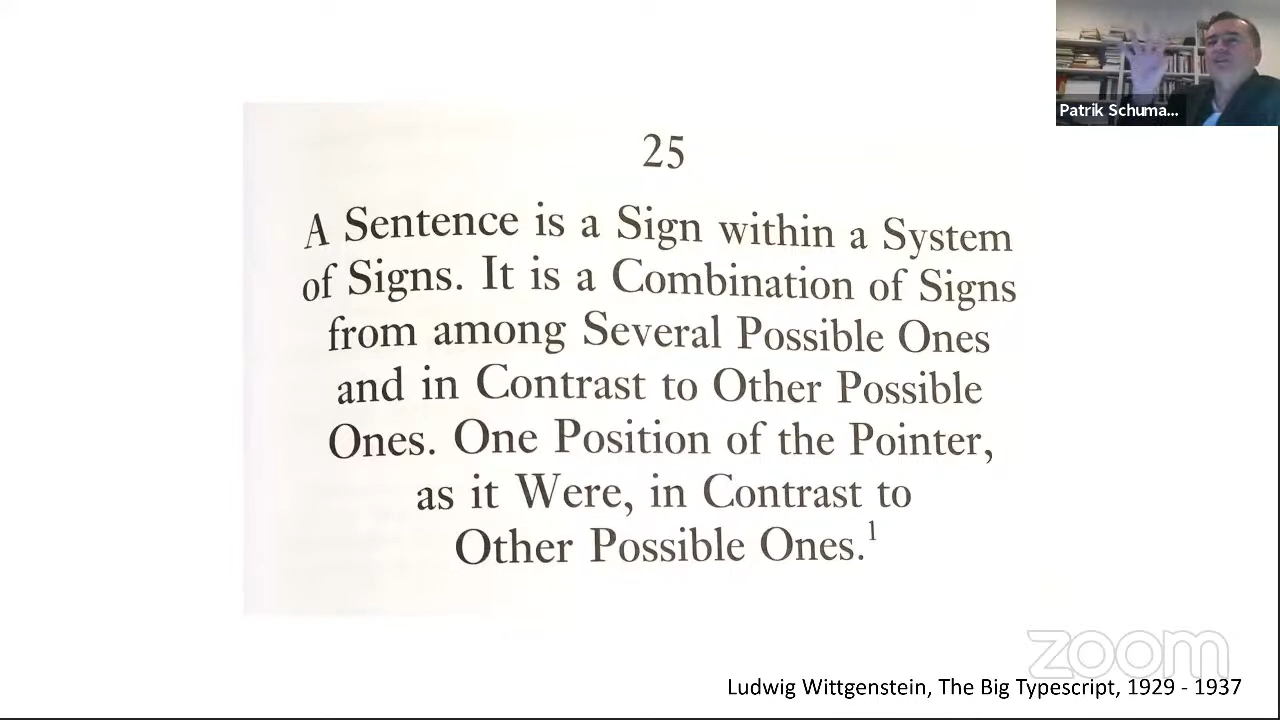 Patrik Schuma...
25
A Sentence is a Sign within a System
of Signs. It is a Combination of Signs
from among Several Possible Ones
and in Contrast to Other Possible
Ones. One Position of the Pointer,
as it Were, in Contrast to
Other Possible Ones.¹
zoom
Ludwig Wittgenstein, The Big Typescript, 1929 - 1937